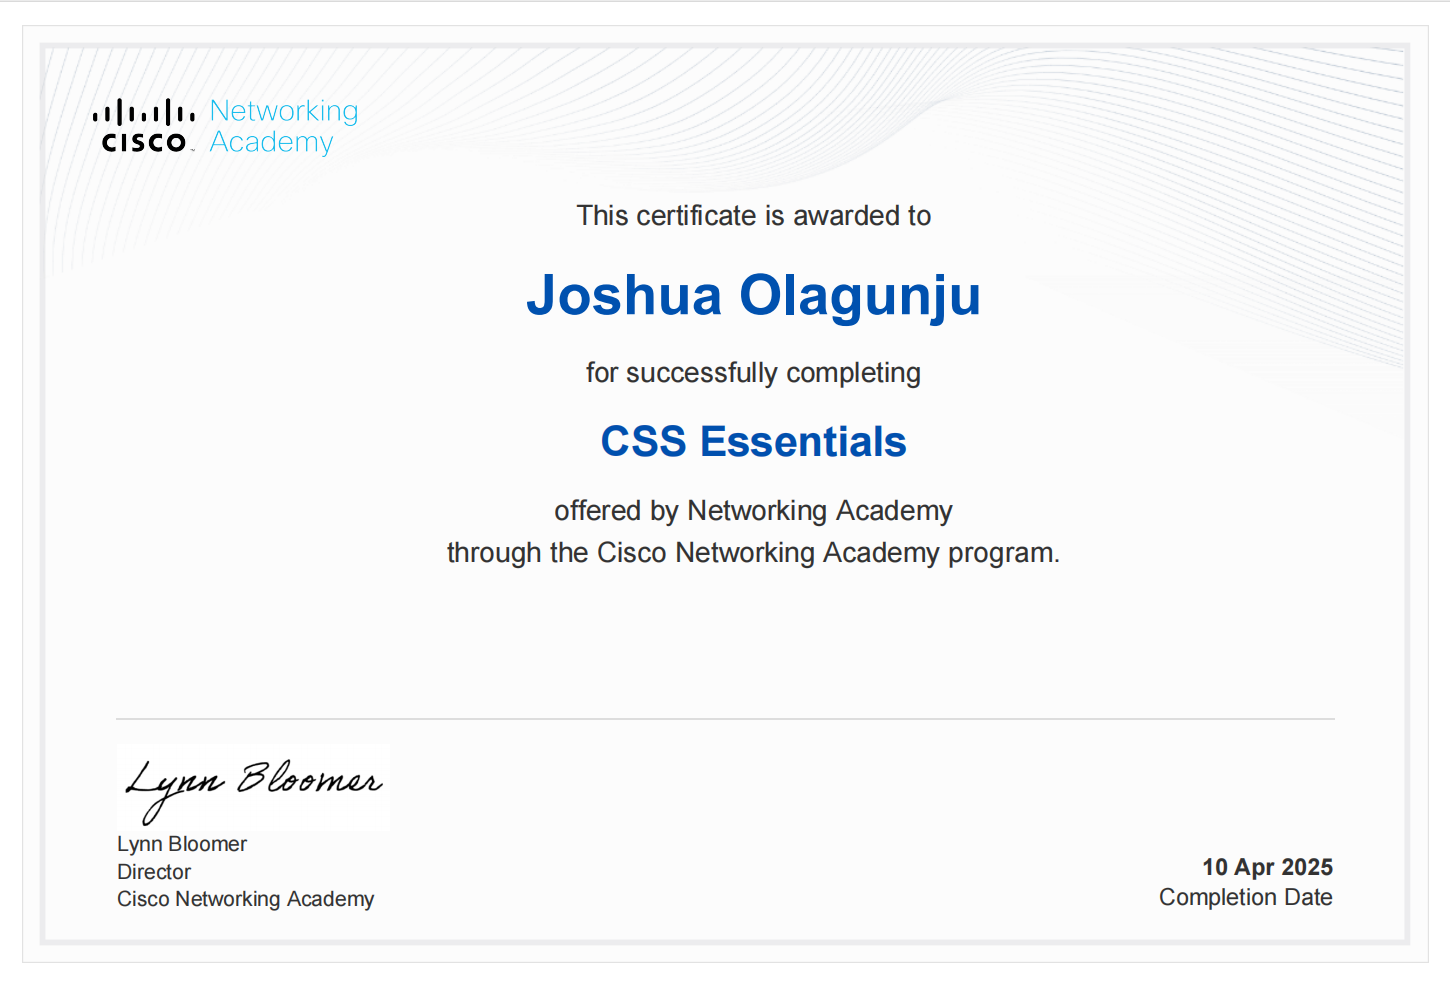 Networking
CISCO Academy
This certificate is awarded to
Joshua Olagunju
for successfully completing
CSS Essentials
offered by Networking Academy
through the Cisco Networking Academy program.
Lynn Bloomer
Lynn Bloomer
Director
Cisco Networking Academy
10 Apr 2025
Completion Date